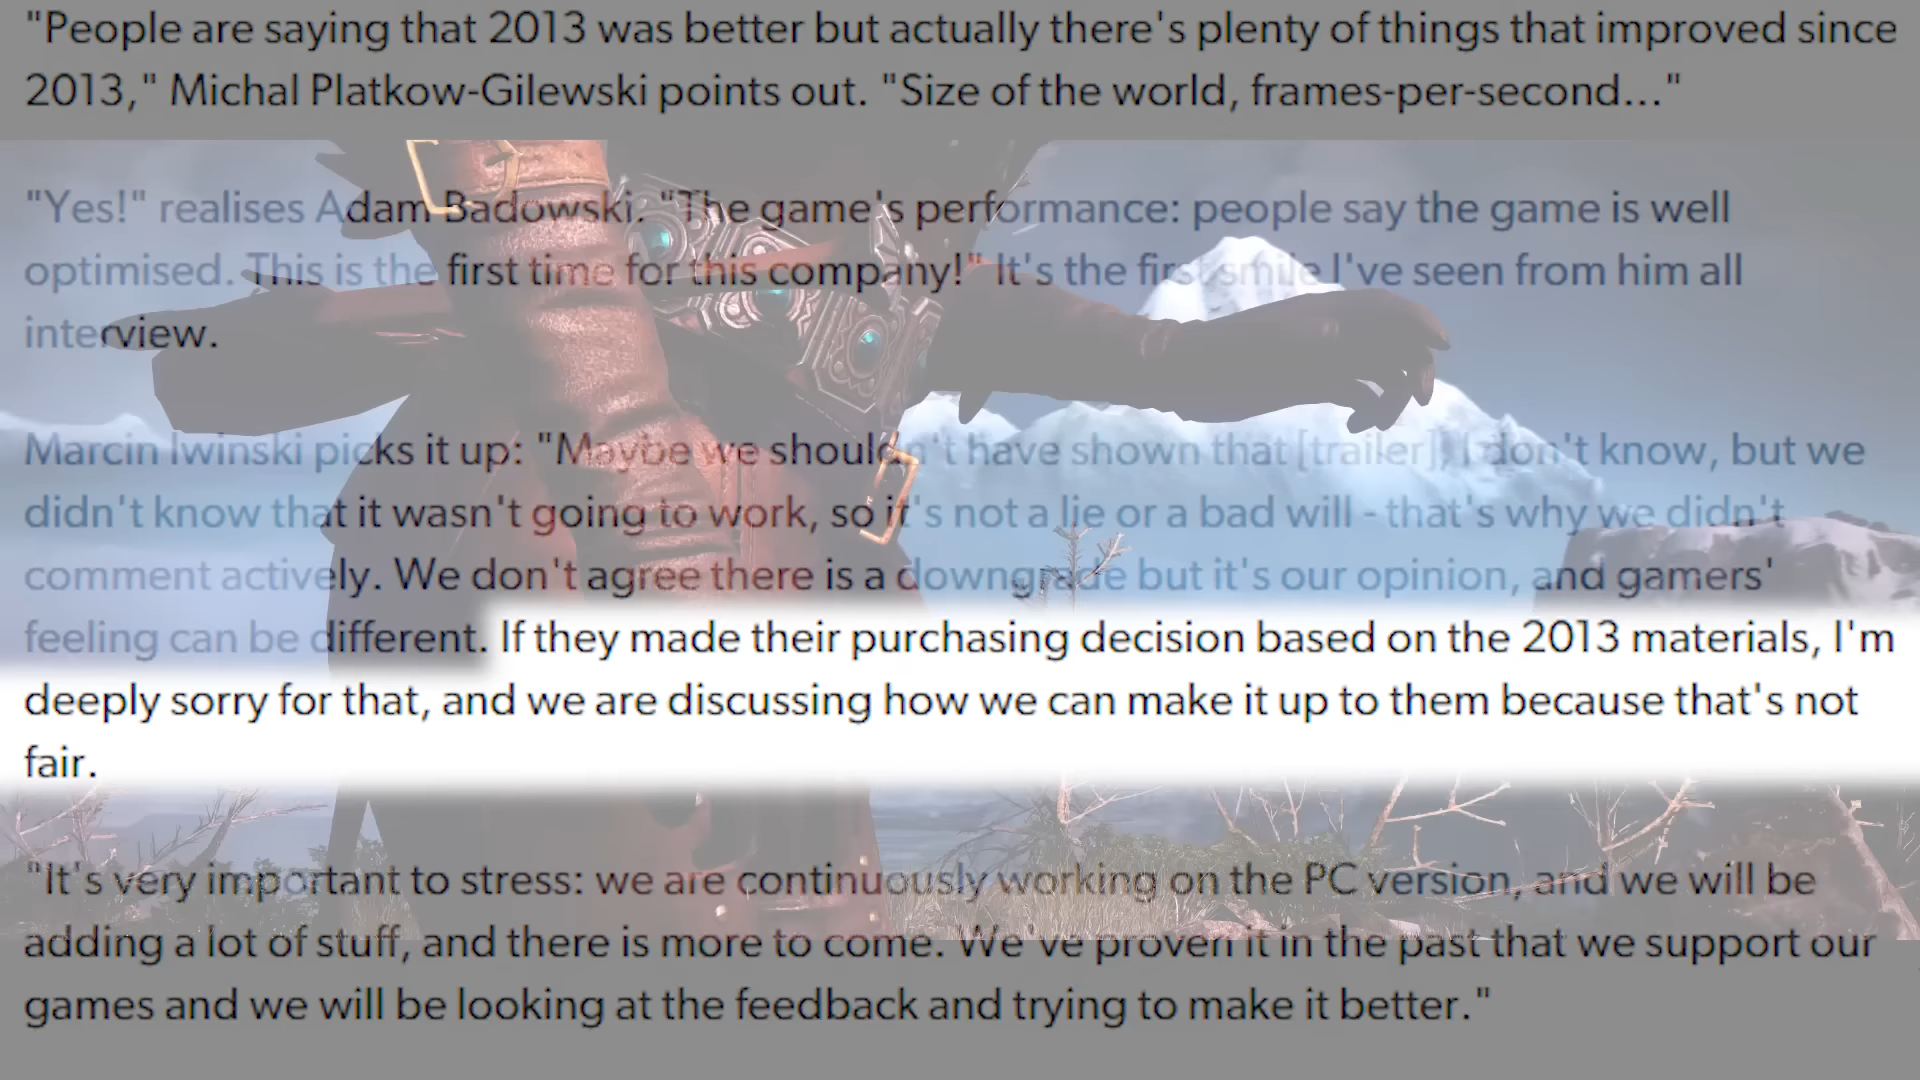 "People are saying that 2013 was better but actually there's plenty of things that improved since
2013," Michal Platkow-Gilewski points out. "Size of the world, frames-per-second..."
"Yes!" realises Adam Badowski. "The game's performance: people say the game is well
optimised. This is the first time for this company!" It's the first smile I've seen from him all
interview.
Marcin Iwinski picks it up: "Maybe we shouldn't have shown that [trailer], I don't know, but we
didn't know that it wasn't going to work, so it's not a lie or a bad will - that's why we didn't
comment actively. We don't agree there is a downgrade but it's our opinion, and gamers'
feeling can be different. If they made their purchasing decision based on the 2013 materials, I'm
deeply sorry for that, and we are discussing how we can make it up to them because that's not
fair.
"It's very important to stress: we are continuously working on the PC version, and we will be
adding a lot of stuff, and there is more to come. We've proven it in the past that we support our
games and we will be looking at the feedback and trying to make it better."